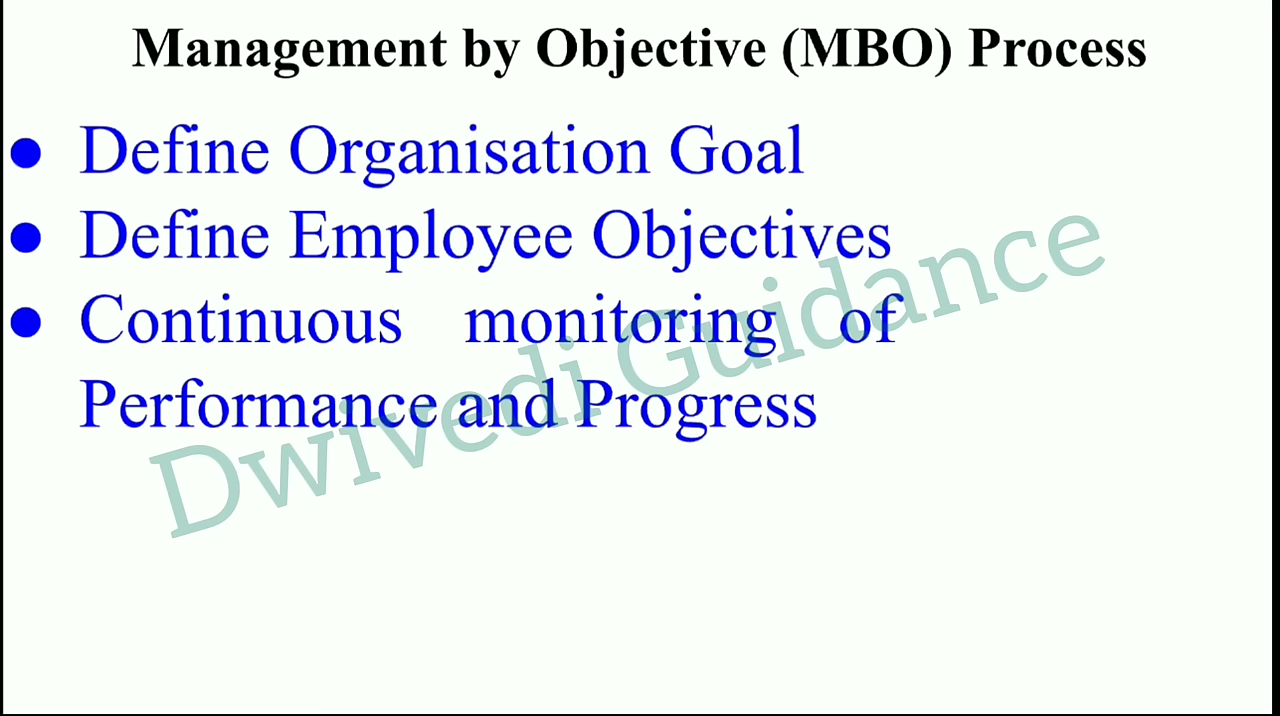 Management by Objective (MBO) Process
● Define Organisation Goal
● Define Employee Objectives
● Continuous monitoring of
Performance and Progress
Dwivedi Guidance